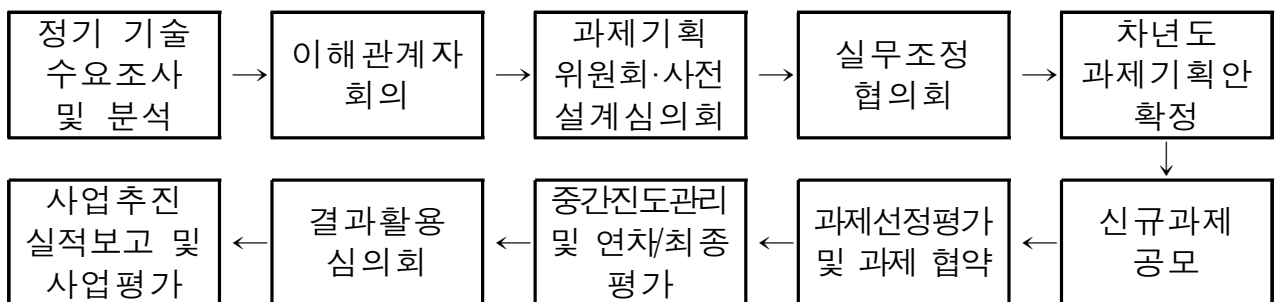 정기 기술
수요조사
및 분석
→
이해관계자
회의
→
과제기획
위원회·사전
설계심의회
→
실무조정
협의회
→
차년도
과제기획안
확정
↓
신규과제
공모
←
과제선정평가
및 과제 협약
←
중간진도관리
및 연차/최종
평가
←
결과활용
심의회
←
사업추진
실적보고 및
사업평가